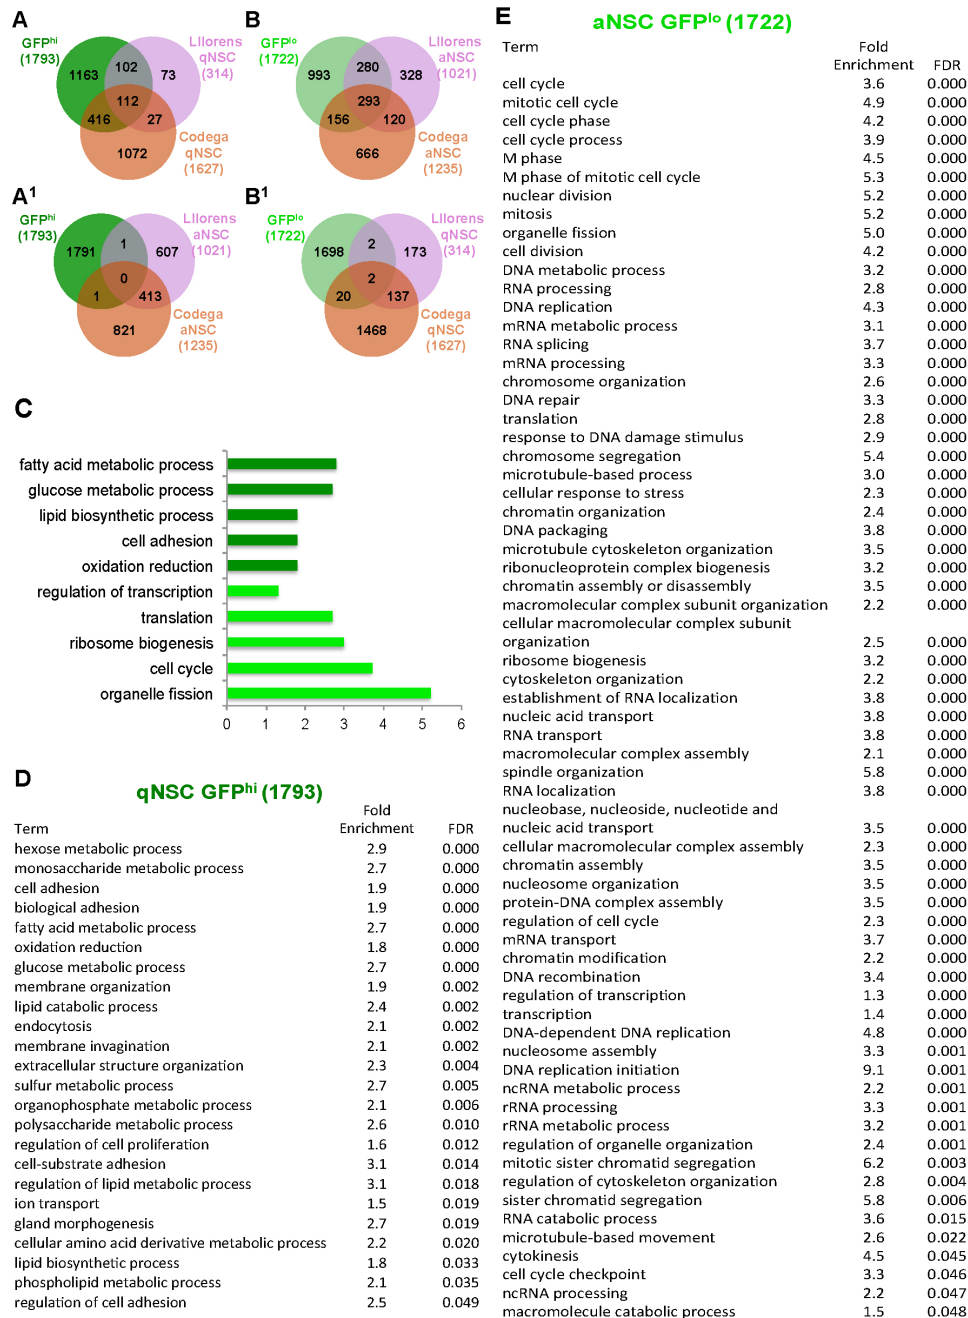 A
GFPhi
(1793)
Lllorens
qNSC
(314)
1163
102
73
112
416
27
1072
Codega
qNSC
(1627)
B
GFPlo
(1722)
Lllorens
aNSC
(1021)
993
280
328
293
156
120
666
Codega
aNSC
(1235)
A1
GFPhi
(1793)
Lllorens
aNSC
(1021)
1791
1
607
0
1
413
821
Codega
aNSC
(1235)
B1
GFPlo
(1722)
Lllorens
qNSC
(314)
1698
2
173
2
20
137
1468
Codega
qNSC
(1627)
C
fatty acid metabolic process
glucose metabolic process
lipid biosynthetic process
cell adhesion
oxidation reduction
regulation of transcription
translation
ribosome biogenesis
cell cycle
organelle fission
0 1 2 3 4 5 6
D
qNSC GFPhi (1793)
Fold
Term Enrichment FDR
hexose metabolic process 2.9 0.000
monosaccharide metabolic process 2.7 0.000
cell adhesion 1.9 0.000
biological adhesion 1.9 0.000
fatty acid metabolic process 2.7 0.000
oxidation reduction 1.8 0.000
glucose metabolic process 2.7 0.000
membrane organization 1.9 0.002
lipid catabolic process 2.4 0.002
endocytosis 2.1 0.002
membrane invagination 2.1 0.002
extracellular structure organization 2.3 0.004
sulfur metabolic process 2.7 0.005
organophosphate metabolic process 2.1 0.006
polysaccharide metabolic process 2.6 0.010
regulation of cell proliferation 1.6 0.012
cell-substrate adhesion 3.1 0.014
regulation of lipid metabolic process 3.1 0.018
ion transport 1.5 0.019
gland morphogenesis 2.7 0.019
cellular amino acid derivative metabolic process 2.2 0.020
lipid biosynthetic process 1.8 0.033
phospholipid metabolic process 2.1 0.035
regulation of cell adhesion 2.5 0.049
E
aNSC GFPlo (1722)
Term Fold
Enrichment FDR
cell cycle 3.6 0.000
mitotic cell cycle 4.9 0.000
cell cycle phase 4.2 0.000
cell cycle process 3.9 0.000
M phase 4.5 0.000
M phase of mitotic cell cycle 5.3 0.000
nuclear division 5.2 0.000
mitosis 5.2 0.000
organelle fission 5.0 0.000
cell division 4.2 0.000
DNA metabolic process 3.2 0.000
RNA processing 2.8 0.000
DNA replication 4.3 0.000
mRNA metabolic process 3.1 0.000
RNA splicing 3.7 0.000
mRNA processing 3.3 0.000
chromosome organization 2.6 0.000
DNA repair 3.3 0.000
translation 2.8 0.000
response to DNA damage stimulus 2.9 0.000
chromosome segregation 5.4 0.000
microtubule-based process 3.0 0.000
cellular response to stress 2.3 0.000
chromatin organization 2.4 0.000
DNA packaging 3.8 0.000
microtubule cytoskeleton organization 3.5 0.000
ribonucleoprotein complex biogenesis 3.2 0.000
chromatin assembly or disassembly 3.5 0.000
macromolecular complex subunit organization 2.2 0.000
cellular macromolecular complex subunit
organization 2.5 0.000
ribosome biogenesis 3.2 0.000
cytoskeleton organization 2.2 0.000
establishment of RNA localization 3.8 0.000
nucleic acid transport 3.8 0.000
RNA transport 3.8 0.000
macromolecular complex assembly 2.1 0.000
spindle organization 5.8 0.000
RNA localization 3.8 0.000
nucleobase, nucleoside, nucleotide and
nucleic acid transport 3.5 0.000
cellular macromolecular complex assembly 2.3 0.000
chromatin assembly 3.5 0.000
nucleosome organization 3.5 0.000
protein-DNA complex assembly 3.5 0.000
regulation of cell cycle 2.3 0.000
mRNA transport 3.7 0.000
chromatin modification 2.2 0.000
DNA recombination 3.4 0.000
regulation of transcription 1.3 0.000
transcription 1.4 0.000
DNA-dependent DNA replication 4.8 0.000
nucleosome assembly 3.3 0.001
DNA replication initiation 9.1 0.001
ncRNA metabolic process 2.2 0.001
rRNA processing 3.3 0.001
rRNA metabolic process 3.2 0.001
regulation of organelle organization 2.4 0.001
mitotic sister chromatid segregation 6.2 0.003
regulation of cytoskeleton organization 2.8 0.004
sister chromatid segregation 5.8 0.006
RNA catabolic process 3.6 0.015
microtubule-based movement 2.6 0.022
cytokinesis 4.5 0.045
cell cycle checkpoint 3.3 0.046
ncRNA processing 2.2 0.047
macromolecule catabolic process 1.5 0.048